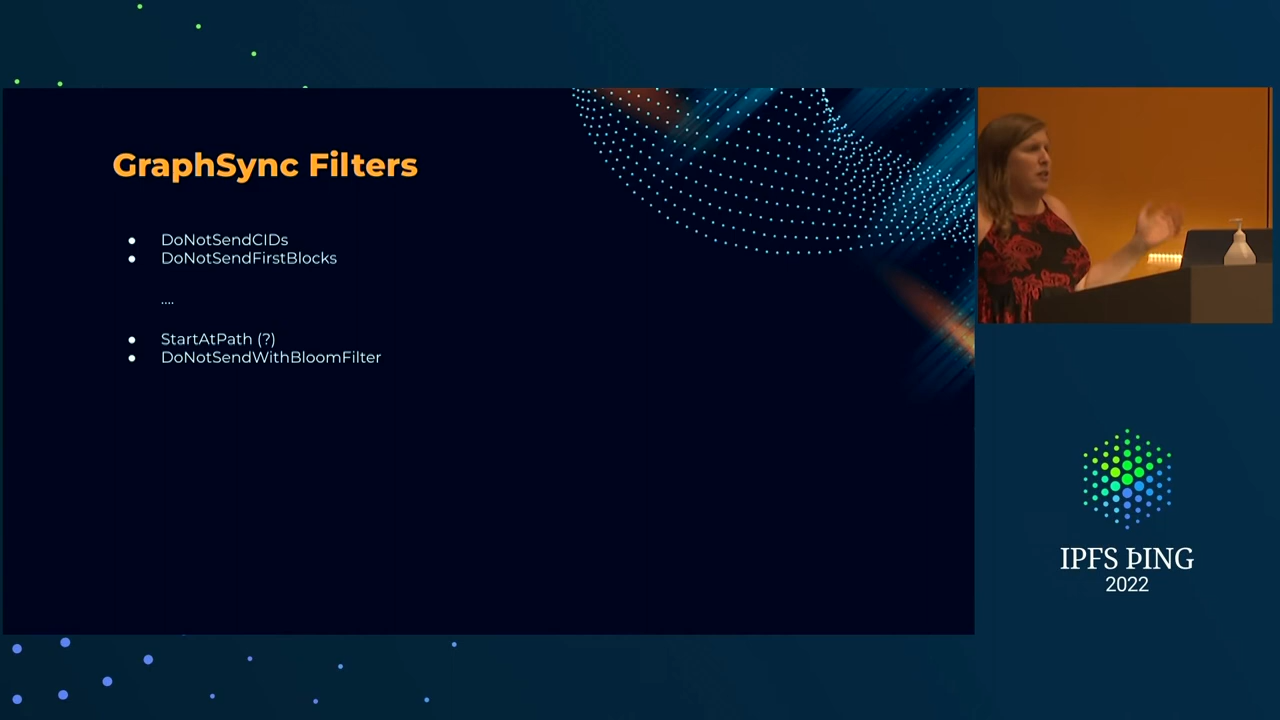 GraphSync Filters
DoNotSendCIDs
DoNotSendFirstBlocks
....
StartAtPath (?)
DoNotSendWithBloomFilter
IPFS ÞING
2022